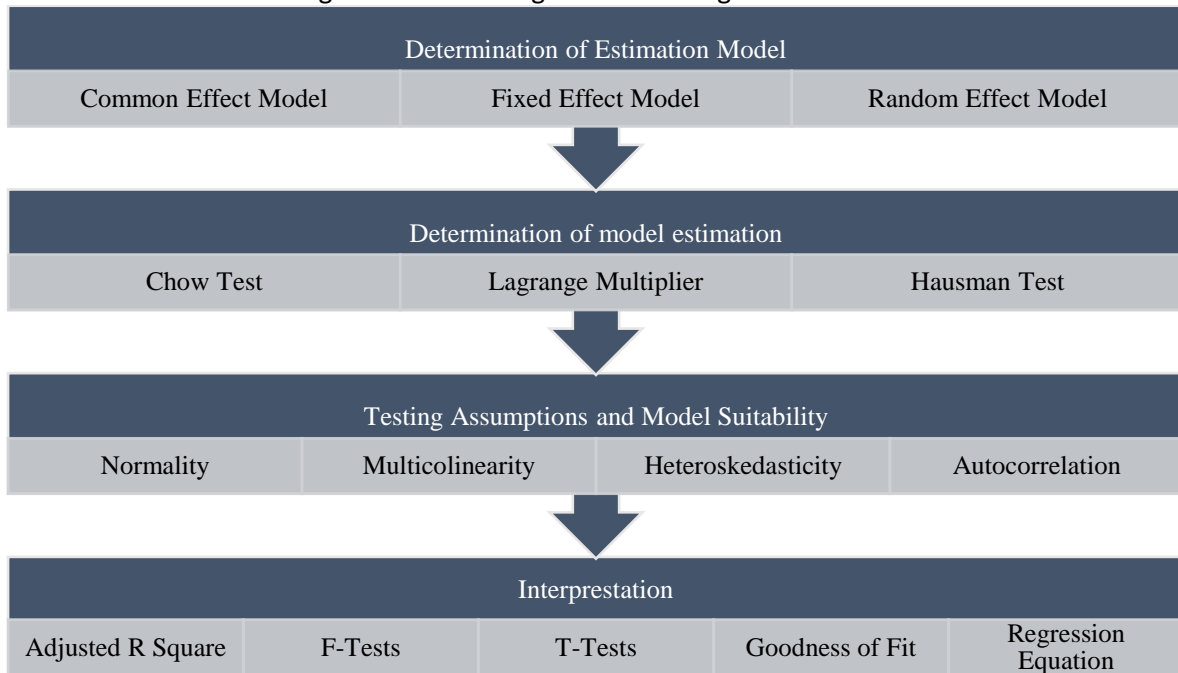 Determination of Estimation Model
Common Effect Model
Fixed Effect Model
Random Effect Model
Determination of model estimation
Chow Test
Lagrange Multiplier
Hausman Test
Testing Assumptions and Model Suitability
Normality
Multicolinearity
Heteroskedasticity
Autocorrelation
Interprestation
Adjusted R Square
F-Tests
T-Tests
Goodness of Fit
Regression
Equation